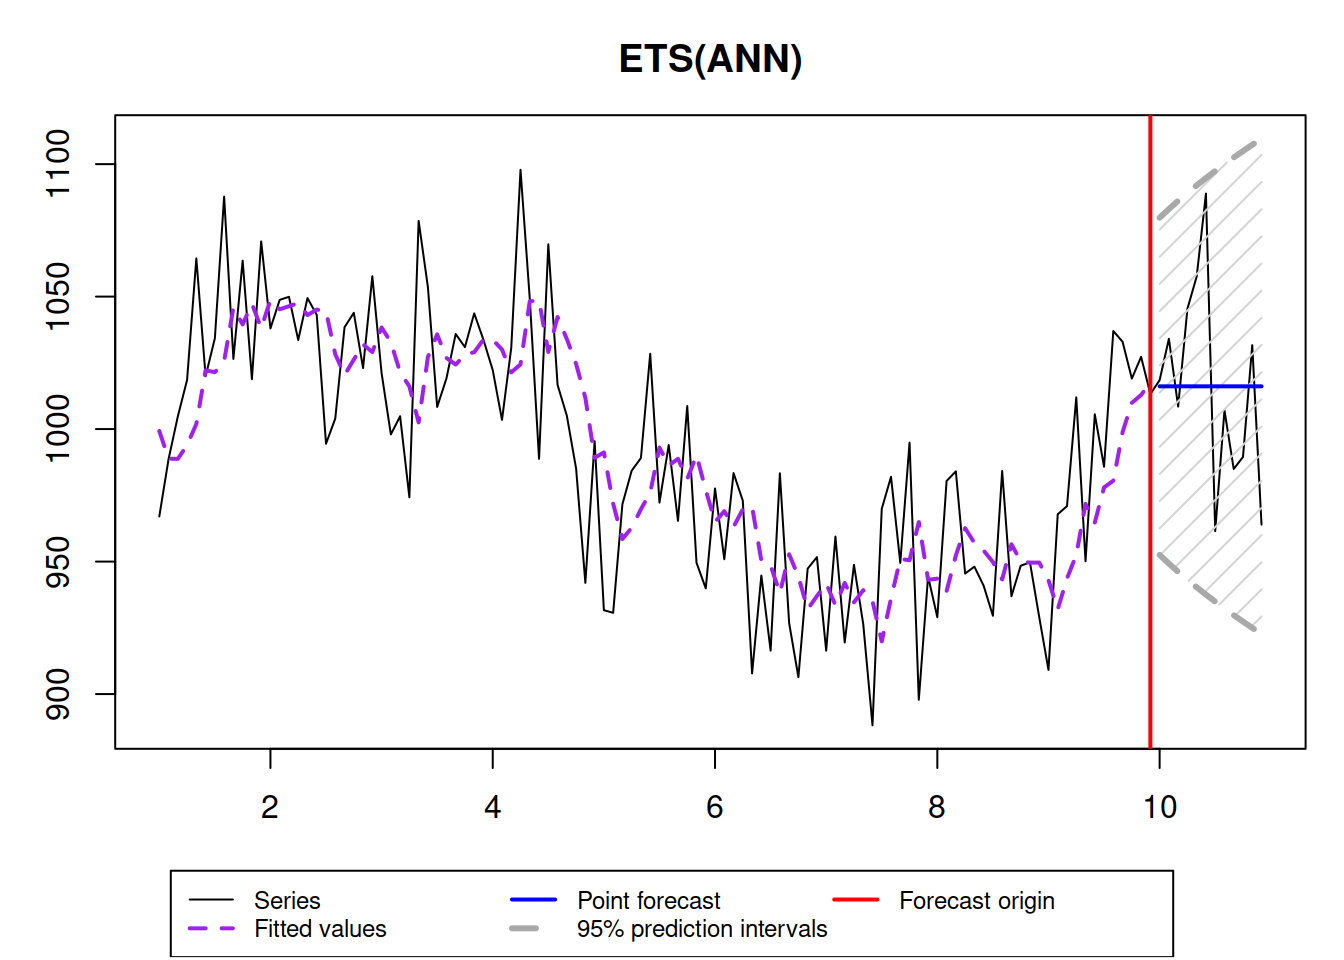 ETS(ANN)
1100
1050
1000
950
900
2 4 6 8 10
Series Point forecast Forecast origin
Fitted values 95% prediction intervals